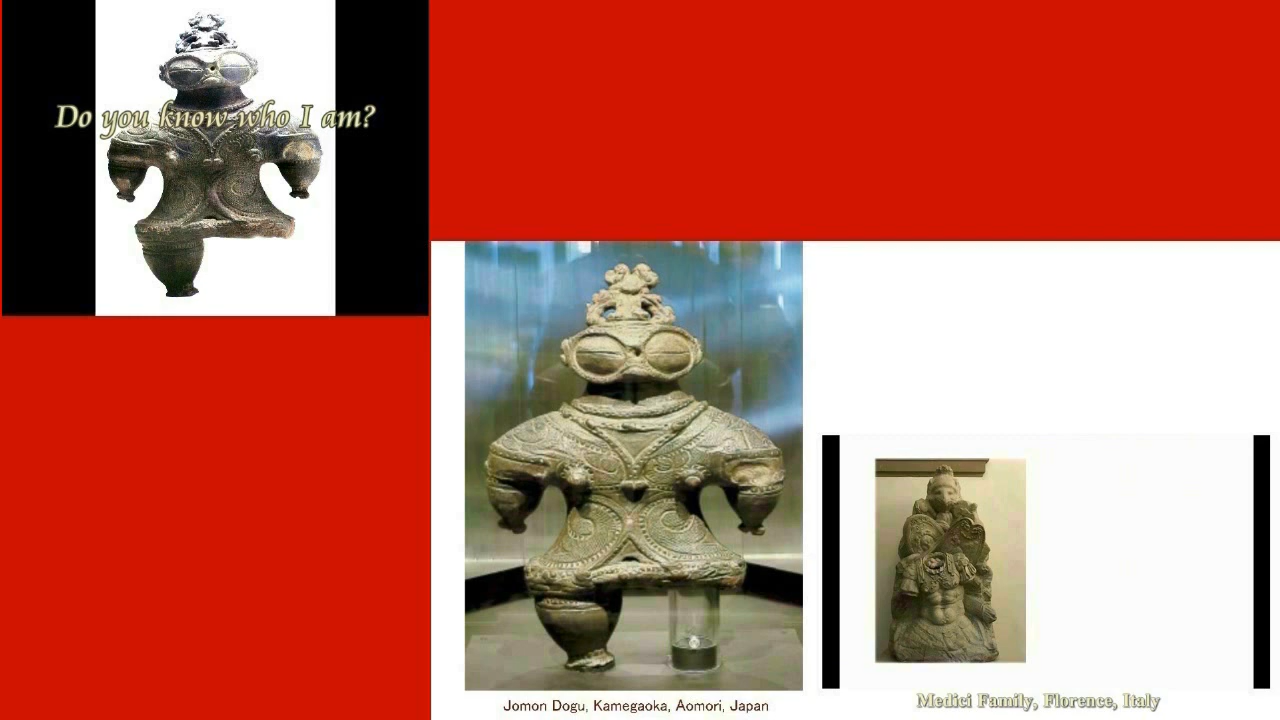 Do you know who I am?
Jomon Dogu, Kamegaoka, Aomori, Japan
Medici Family, Florence, Italy